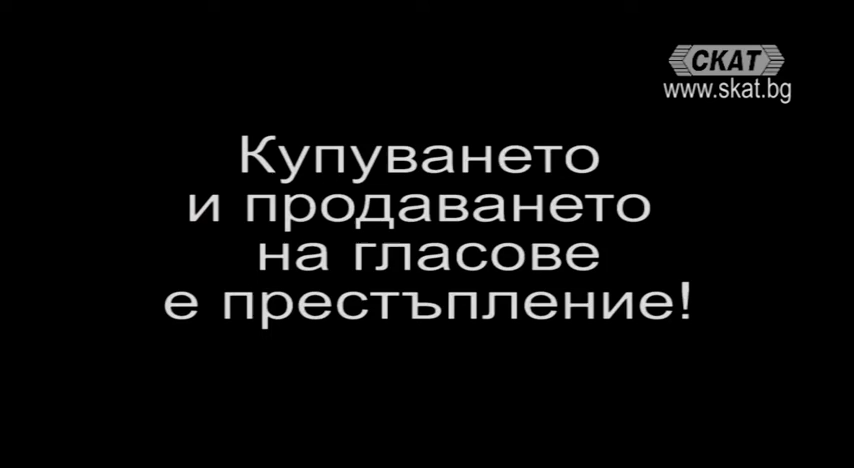 СКАТ
www.skat.bg
Купуването
и продаването
на гласове
е престъпление!